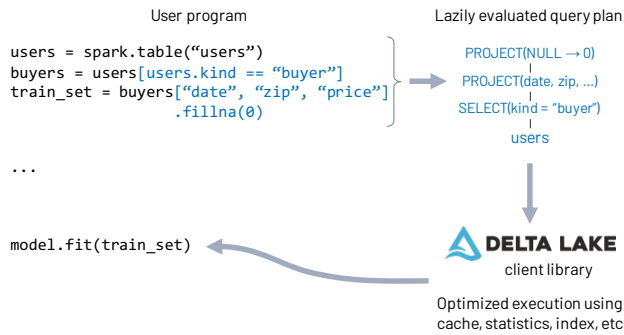 User program
users = spark.table(“users”)
buyers = users[users.kind == “buyer”]
train_set = buyers[“date”, “zip”, “price”]
.fillna(0)
...
model.fit(train_set)
Lazily evaluated query plan
PROJECT(NULL → 0)
PROJECT(date, zip, ...)
SELECT(kind = “buyer”)
users
DELTA LAKE
client library
Optimized execution using
cache, statistics, index, etc